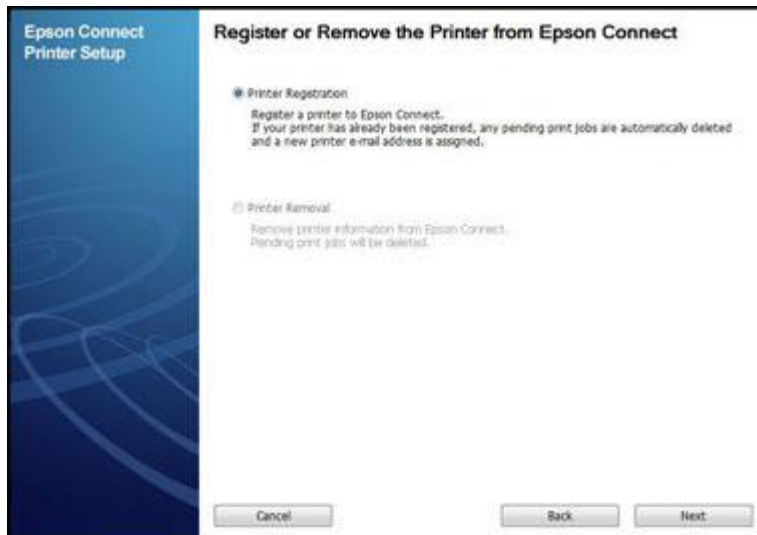 Epson Connect
Printer Setup
Register or Remove the Printer from Epson Connect
Printer Registration
Register a printer to Epson Connect.
If your printer has already been registered, any pending print jobs are automatically deleted
and a new printer e-mail address is assigned.
Printer Removal
Remove printer information from Epson Connect.
Pending print jobs will be deleted.
Cancel
Back
Next